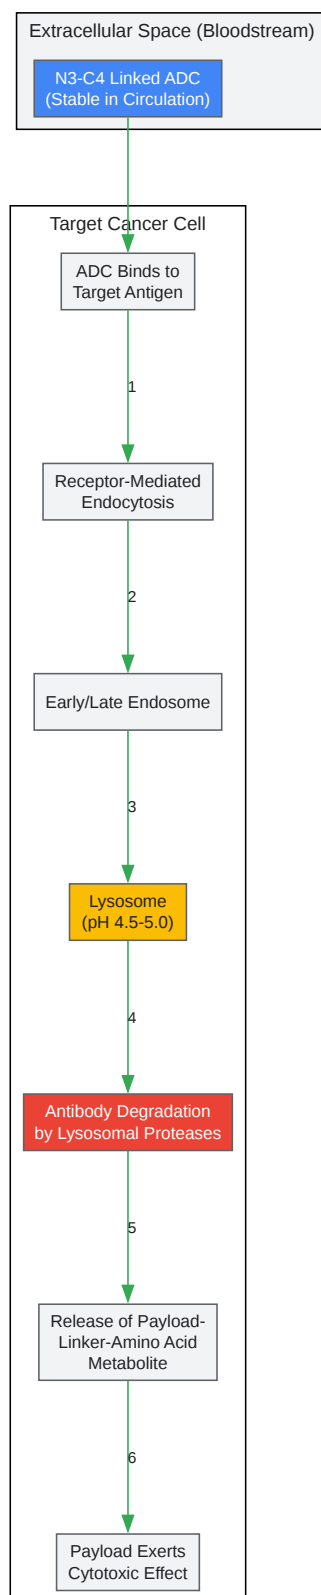 Extracellular Space (Bloodstream)
N3-C4 Linked ADC
(Stable in Circulation)
Target Cancer Cell
ADC Binds to
Target Antigen
1
Receptor-Mediated
Endocytosis
2
Early/Late Endosome
3
Lysosome
(pH 4.5-5.0)
4
Antibody Degradation
by Lysosomal Proteases
5
Release of Payload-
Linker-Amino Acid
Metabolite
6
Payload Exerts
Cytotoxic Effect